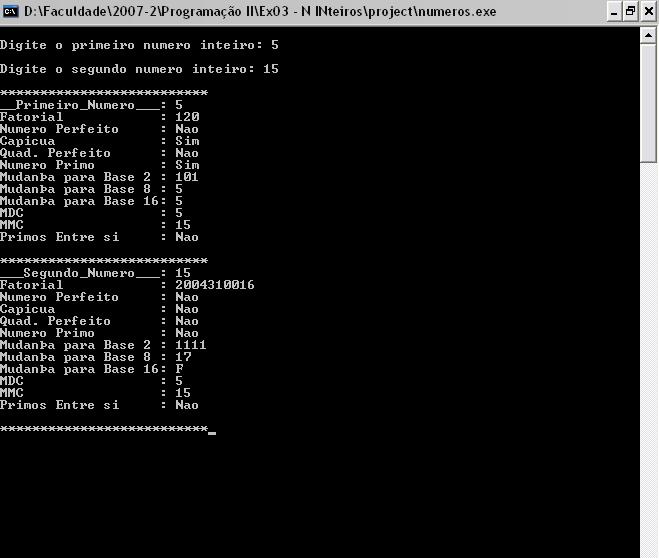 D:\Faculdade\2007-2\Programação II\Ex03 - N INteiros\project\numeros.exe
Digite o primeiro numero inteiro: 5
Digite o segundo numero inteiro: 15
**************************
__Primeiro_Numero___: 5
Fatorial : 120
Numero Perfeito : Nao
Capicua : Sim
Quad. Perfeito : Nao
Numero Primo : Sim
MudanÞa para Base 2 : 101
MudanÞa para Base 8 : 5
MudanÞa para Base 16: 5
MDC : 5
MMC : 15
Primos Entre si : Nao
**************************
___Segundo_Numero___: 15
Fatorial : 2004310016
Numero Perfeito : Nao
Capicua : Nao
Quad. Perfeito : Nao
Numero Primo : Nao
MudanÞa para Base 2 : 1111
MudanÞa para Base 8 : 17
MudanÞa para Base 16: F
MDC : 5
MMC : 15
Primos Entre si : Nao
**************************_